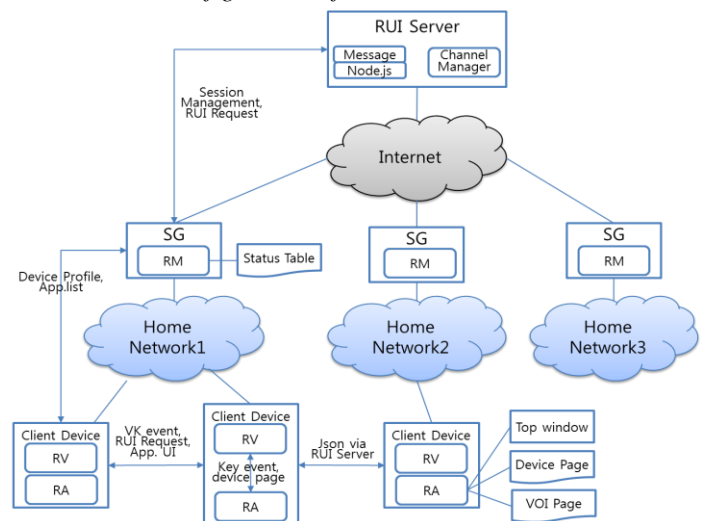 RUI Server
Message
Node.js
Channel
Manager
Session
Management,
RUI Request
Internet
SG
RM
Status Table
SG
RM
SG
RM
Device Profile,
App.list
Home
Network1
Home
Network2
Home
Network3
Client Device
RV
RA
VK event,
RUI Request,
App. UI
Client Device
RV
Key event,
device page
RA
Json via
RUI Server
Client Device
RV
RA
Top window
Device Page
VOI Page